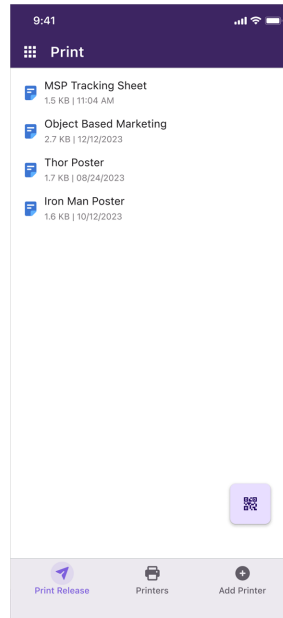 9:41
Print
MSP Tracking Sheet
1.5 KB | 11:04 AM
Object Based Marketing
2.7 KB | 12/12/2023
Thor Poster
1.7 KB | 08/24/2023
Iron Man Poster
1.6 KB | 10/12/2023
Print Release
Printers
Add Printer